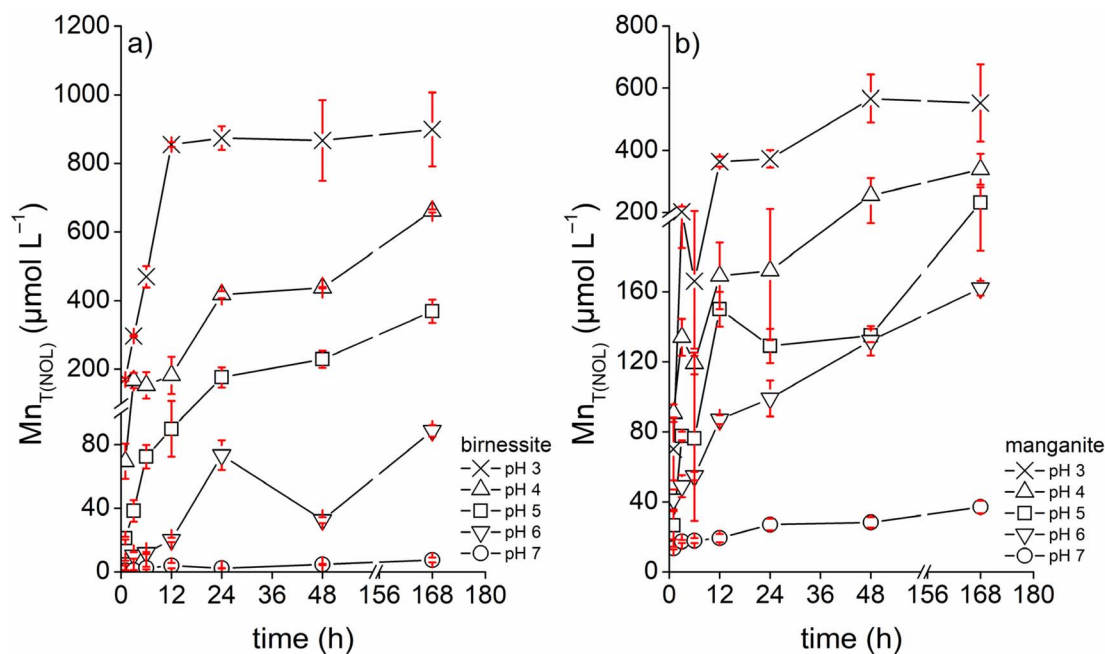 a)
1200
1000
800
600
400
200
80
40
0
Mn T(NOL) (μmol L⁻¹)
birnessite
pH 3
pH 4
pH 5
pH 6
pH 7
0 12 24 36 48 156 168 180
time (h)
b)
800
600
400
200
160
120
80
40
0
Mn T(NOL) (μmol L⁻¹)
manganite
pH 3
pH 4
pH 5
pH 6
pH 7
0 12 24 36 48 156 168 180
time (h)